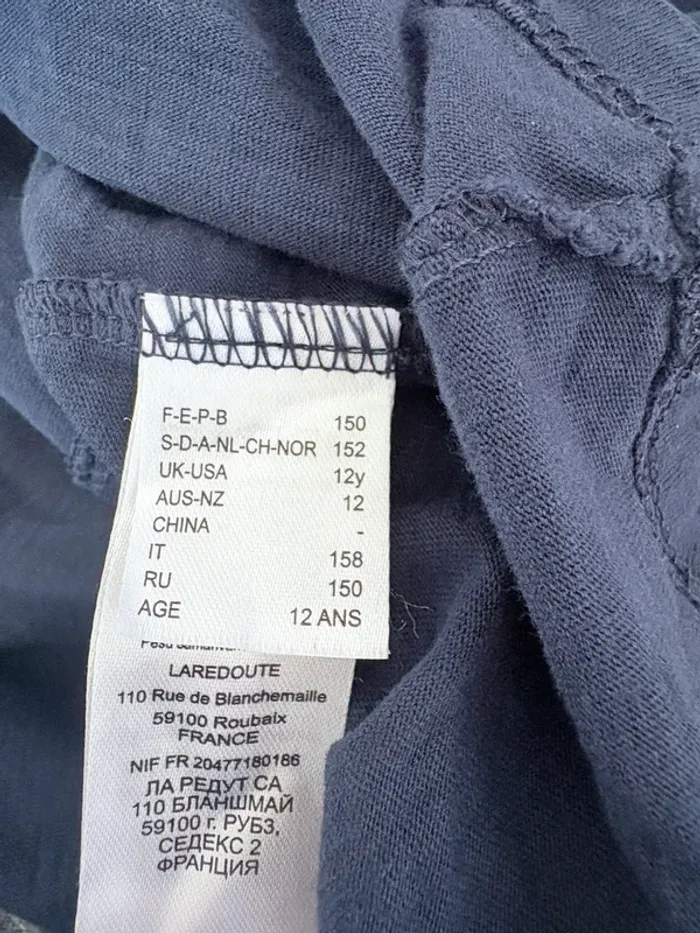 F-E-P-B 150
S-D-A-NL-CH-NOR 152
UK-USA 12y
AUS-NZ 12
CHINA -
IT 158
RU 150
AGE 12 ANS
LAREDOUTE
110 Rue de Blanchemaille
59100 Roubaix
FRANCE
NIF FR 20477180186
ЛА РЕДУТ СА
110 БЛАНШМАЙ
59100 г. РУБЗ,
СЕДЕКС 2
ФРАНЦИЯ